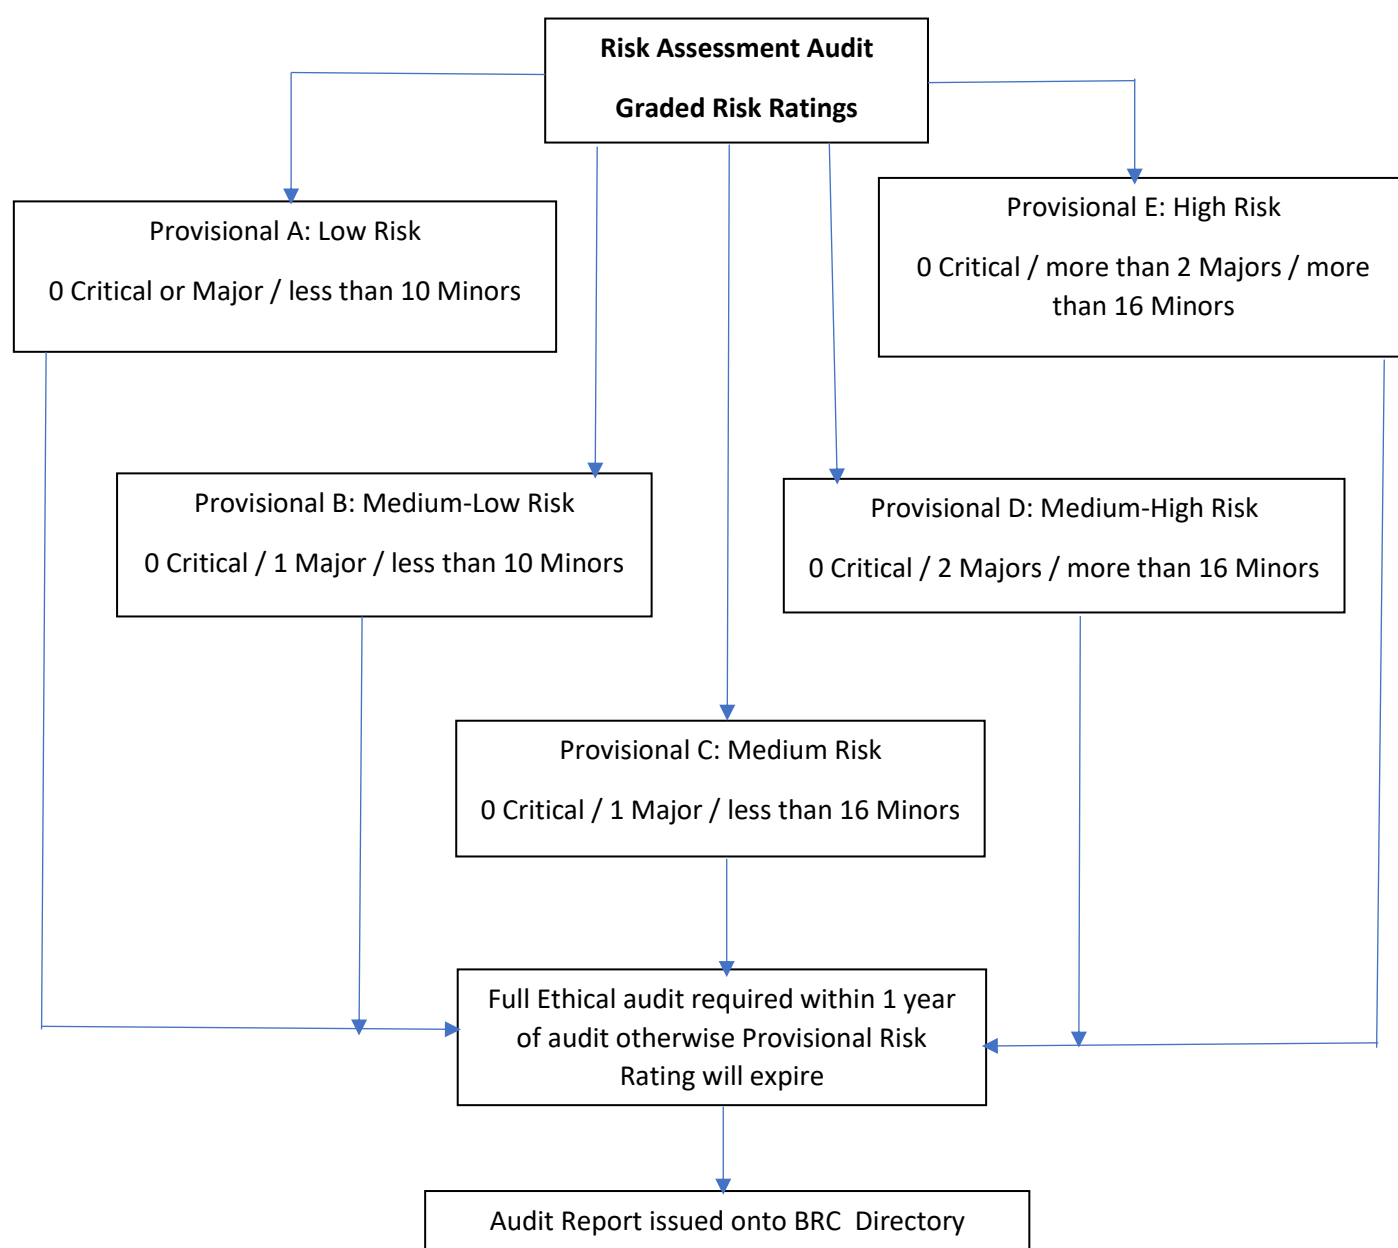 Risk Assessment Audit
Graded Risk Ratings
Provisional A: Low Risk
0 Critical or Major / less than 10 Minors
Provisional E: High Risk
0 Critical / more than 2 Majors / more
than 16 Minors
Provisional B: Medium-Low Risk
0 Critical / 1 Major / less than 10 Minors
Provisional D: Medium-High Risk
0 Critical / 2 Majors / more than 16 Minors
Provisional C: Medium Risk
0 Critical / 1 Major / less than 16 Minors
Full Ethical audit required within 1 year
of audit otherwise Provisional Risk
Rating will expire
Audit Report issued onto BRC  Directory